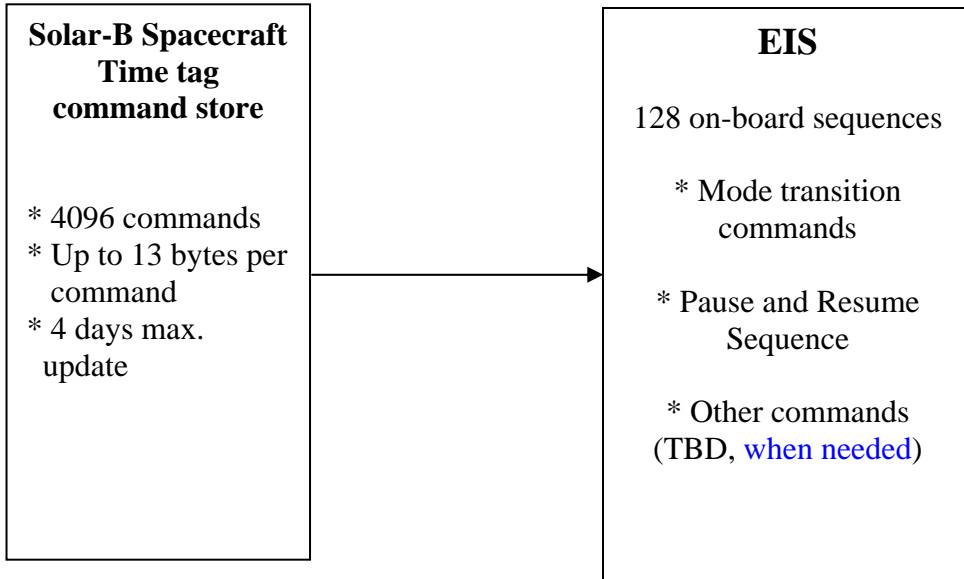 Solar-B Spacecraft
Time tag
command store
* 4096 commands
* Up to 13 bytes per
command
* 4 days max.
update
EIS
128 on-board sequences
* Mode transition
commands
* Pause and Resume
Sequence
* Other commands
(TBD, when needed)